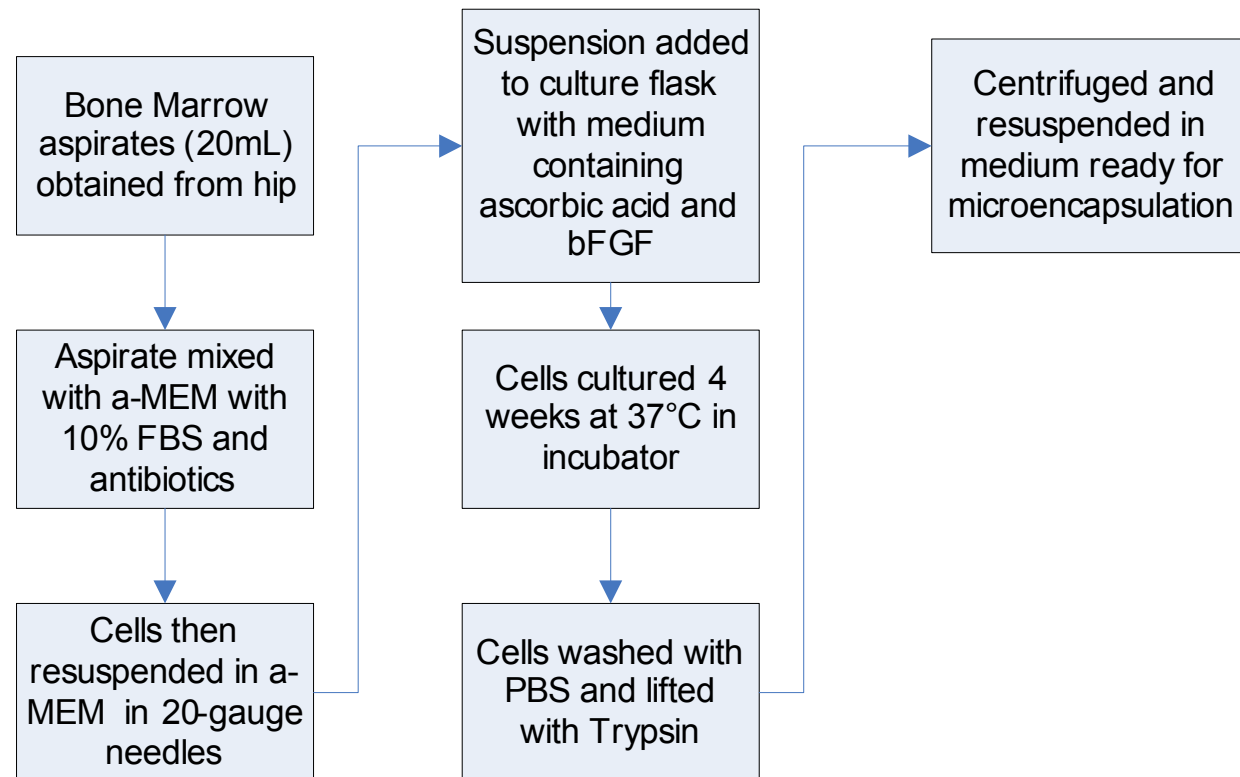 Bone Marrow
aspirates (20mL)
obtained from hip
Aspirate mixed
with a-MEM with
10% FBS and
antibiotics
Cells then
resuspended in a-
MEM in 20-gauge
needles
Suspension added
to culture flask
with medium
containing
ascorbic acid and
bFGF
Cells cultured 4
weeks at 37°C in
incubator
Cells washed with
PBS and lifted
with Trypsin
Centrifuged and
resuspended in
medium ready for
microencapsulation